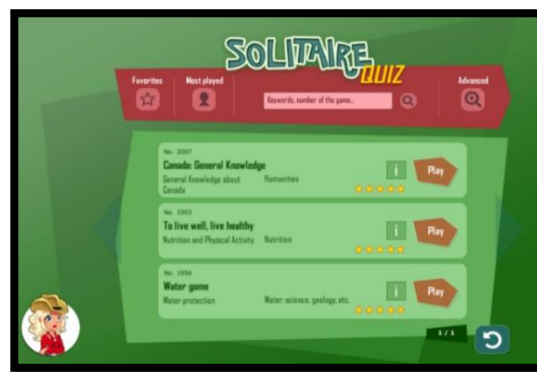 SOLITAIRE
QUIZ
Favorites
Most played
Keywords, number of the game...
Advanced
No. 2007
Canada: General Knowledge
General Knowledge about
Canada
Humanities
i
Play
No. 1953
To live well, live healthy
Nutrition and Physical Activity
Nutrition
i
Play
No. 1956
Water game
Water protection
Water: science, geology, etc.
i
Play
1 / 1